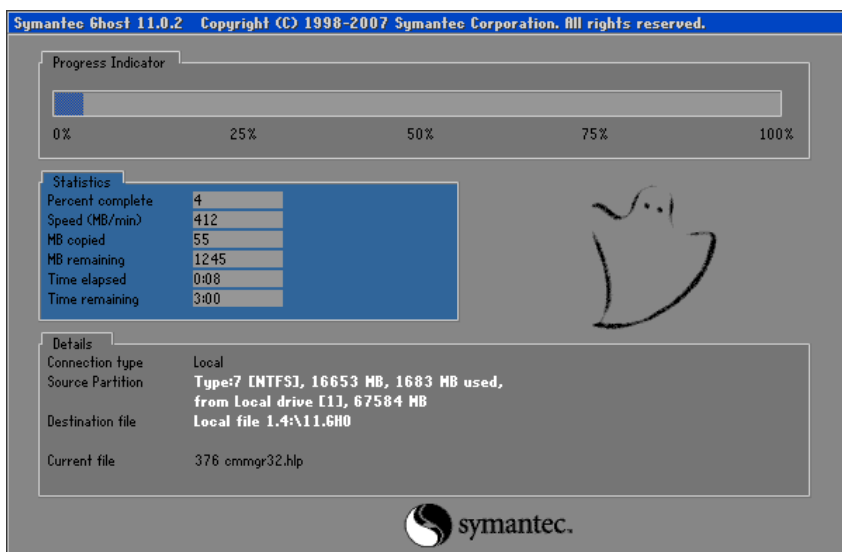 Symantec Ghost 11.0.2 Copyright (C) 1998-2007 Symantec Corporation. All rights reserved.
Progress Indicator
0% 25% 50% 75% 100%
Statistics
Percent complete 4
Speed (MB/min) 412
MB copied 55
MB remaining 1245
Time elapsed 0:08
Time remaining 3:00
Details
Connection type Local
Source Partition Type:7 [NTFS], 16653 MB, 1683 MB used,
from Local drive [1], 67584 MB
Destination file Local file 1.4:\11.GHO
Current file 376 cmmgr32.hlp
symantec.